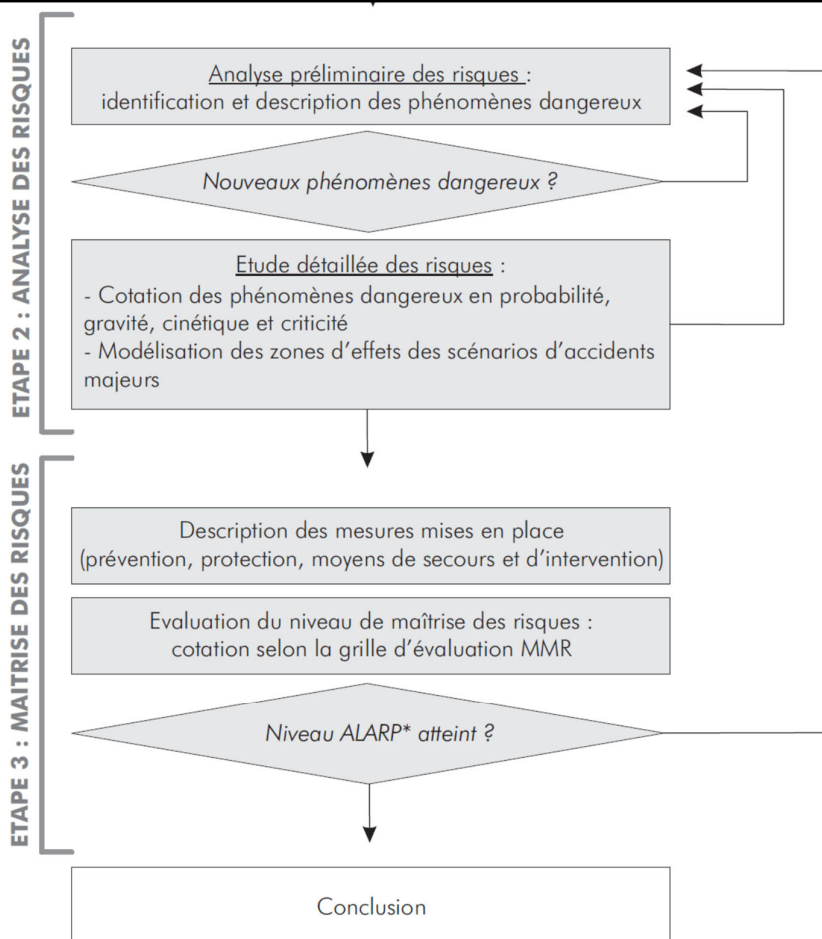 ETAPE 2 : ANALYSE DES RISQUES
Analyse préliminaire des risques :
identification et description des phénomènes dangereux
Nouveaux phénomènes dangereux ?
Etude détaillée des risques :
- Cotation des phénomènes dangereux en probabilité,
gravité, cinétique et criticité
- Modélisation des zones d'effets des scénarios d'accidents
majeurs
ETAPE 3 : MAITRISE DES RISQUES
Description des mesures mises en place
(prévention, protection, moyens de secours et d'intervention)
Evaluation du niveau de maîtrise des risques :
cotation selon la grille d'évaluation MMR
Niveau ALARP* atteint ?
Conclusion